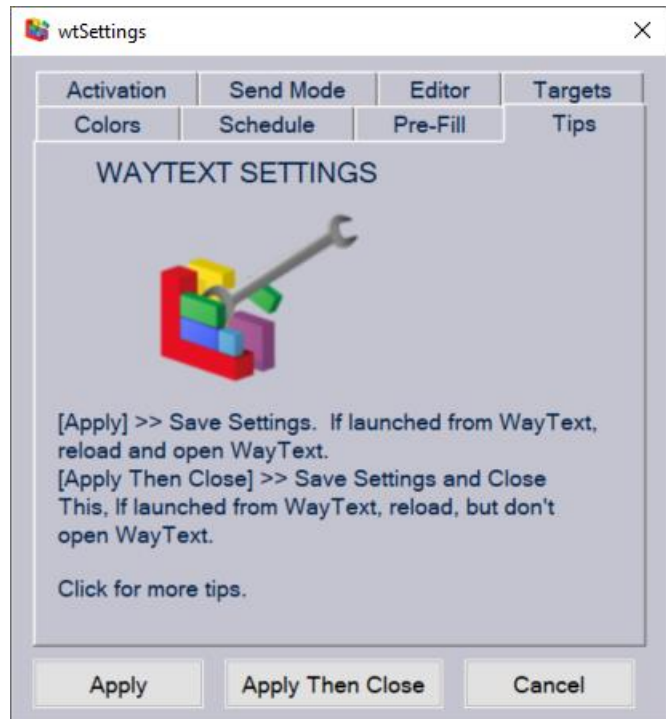 wtSettings
Activation Send Mode Editor Targets
Colors Schedule Pre-Fill Tips
WAYTEXT SETTINGS
[Apply] >> Save Settings.  If launched from WayText,
reload and open WayText.
[Apply Then Close] >> Save Settings and Close
This, If launched from WayText, reload, but don't
open WayText.
Click for more tips.
Apply Apply Then Close Cancel